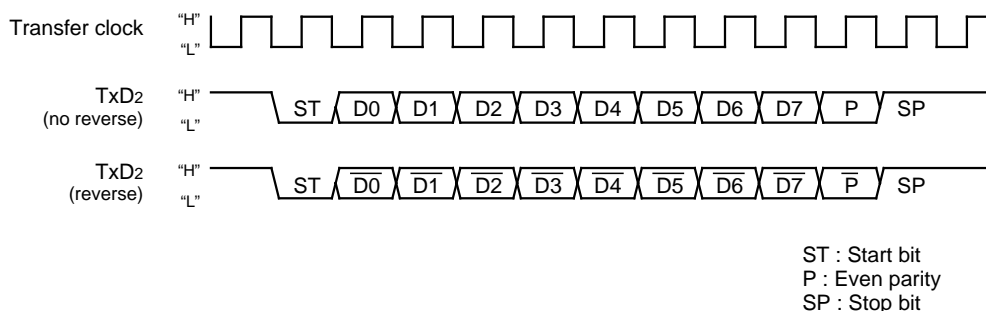 Transfer clock
“H”
“L”
TxD2
(no reverse)
“H”
“L”
ST D0 D1 D2 D3 D4 D5 D6 D7 P SP
TxD2
(reverse)
“H”
“L”
ST D0 D1 D2 D3 D4 D5 D6 D7 P SP
ST : Start bit
P : Even parity
SP : Stop bit